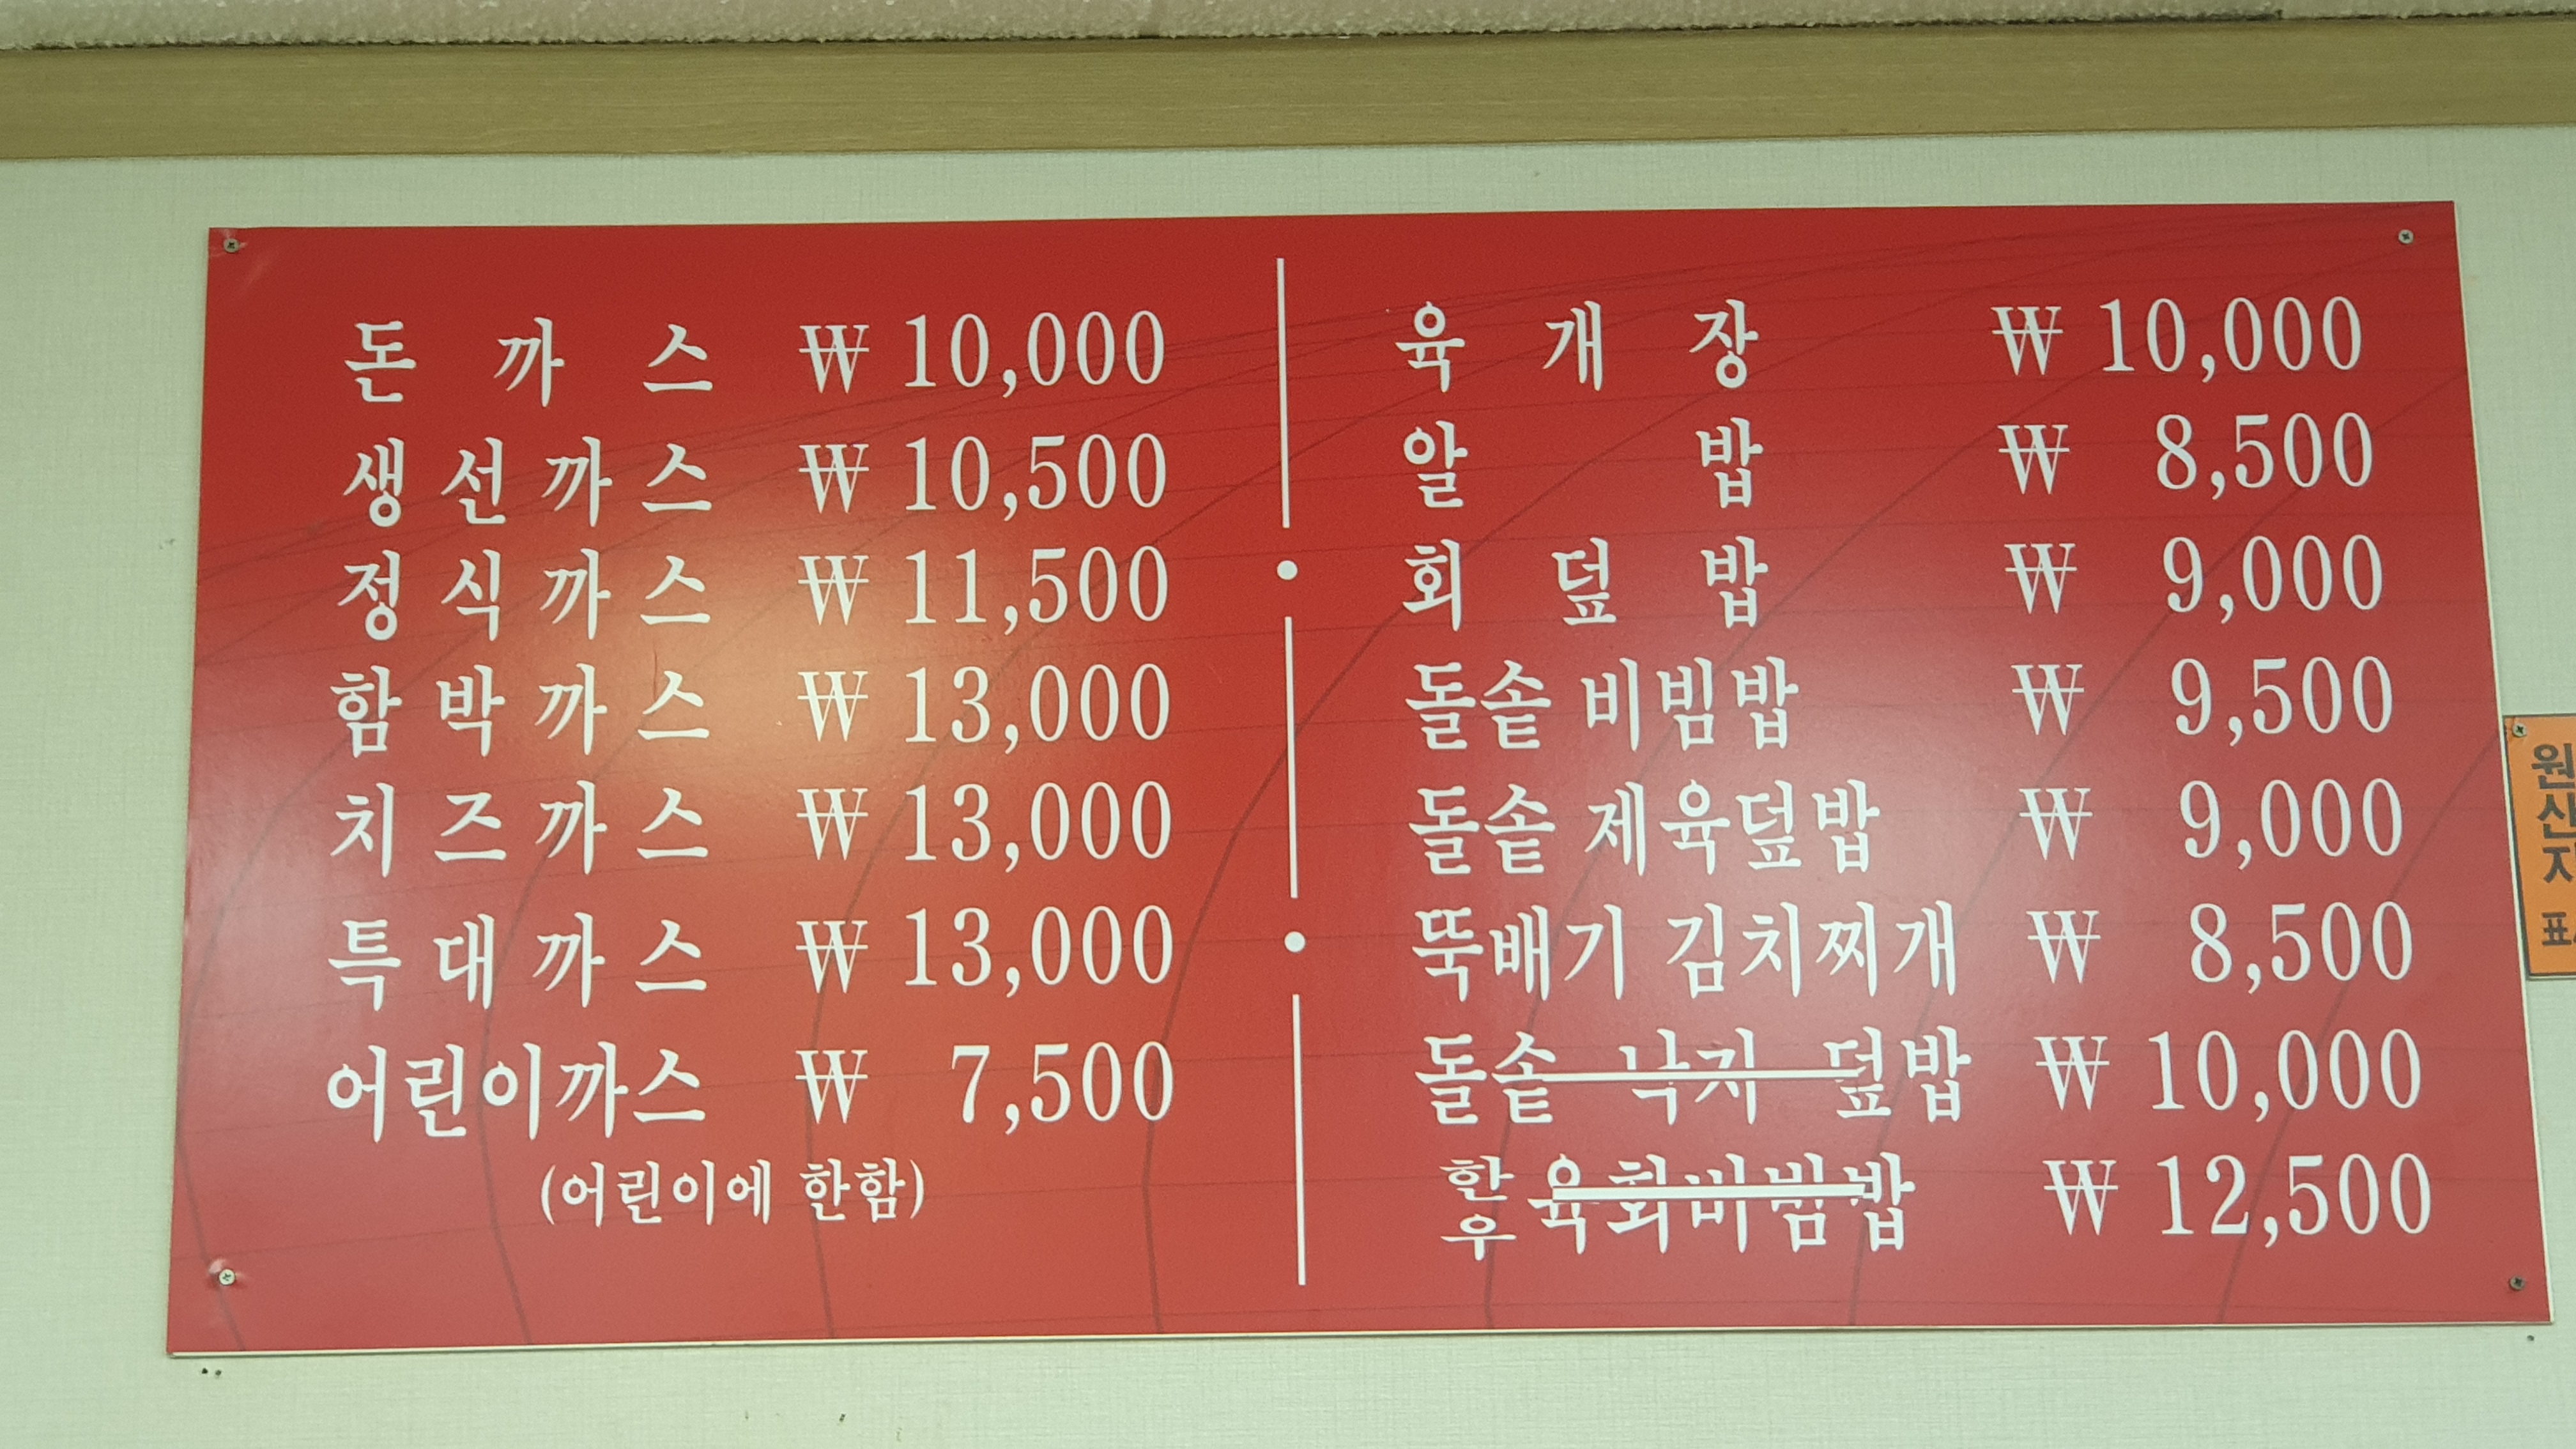 돈까스 ₩10,000
생선까스 ₩10,500
정식까스 ₩11,500
함박까스 ₩13,000
치즈까스 ₩13,000
특대까스 ₩13,000
어린이까스 ₩7,500
(어린이에 한함)
육개장 ₩10,000
알밥 ₩8,500
회덮밥 ₩9,000
돌솥 비빔밥 ₩9,500
돌솥 제육덮밥 ₩9,000
뚝배기 김치찌개 ₩8,500
돌솥 낙지 덮밥 ₩10,000
한우 육회비빔밥 ₩12,500
원산지